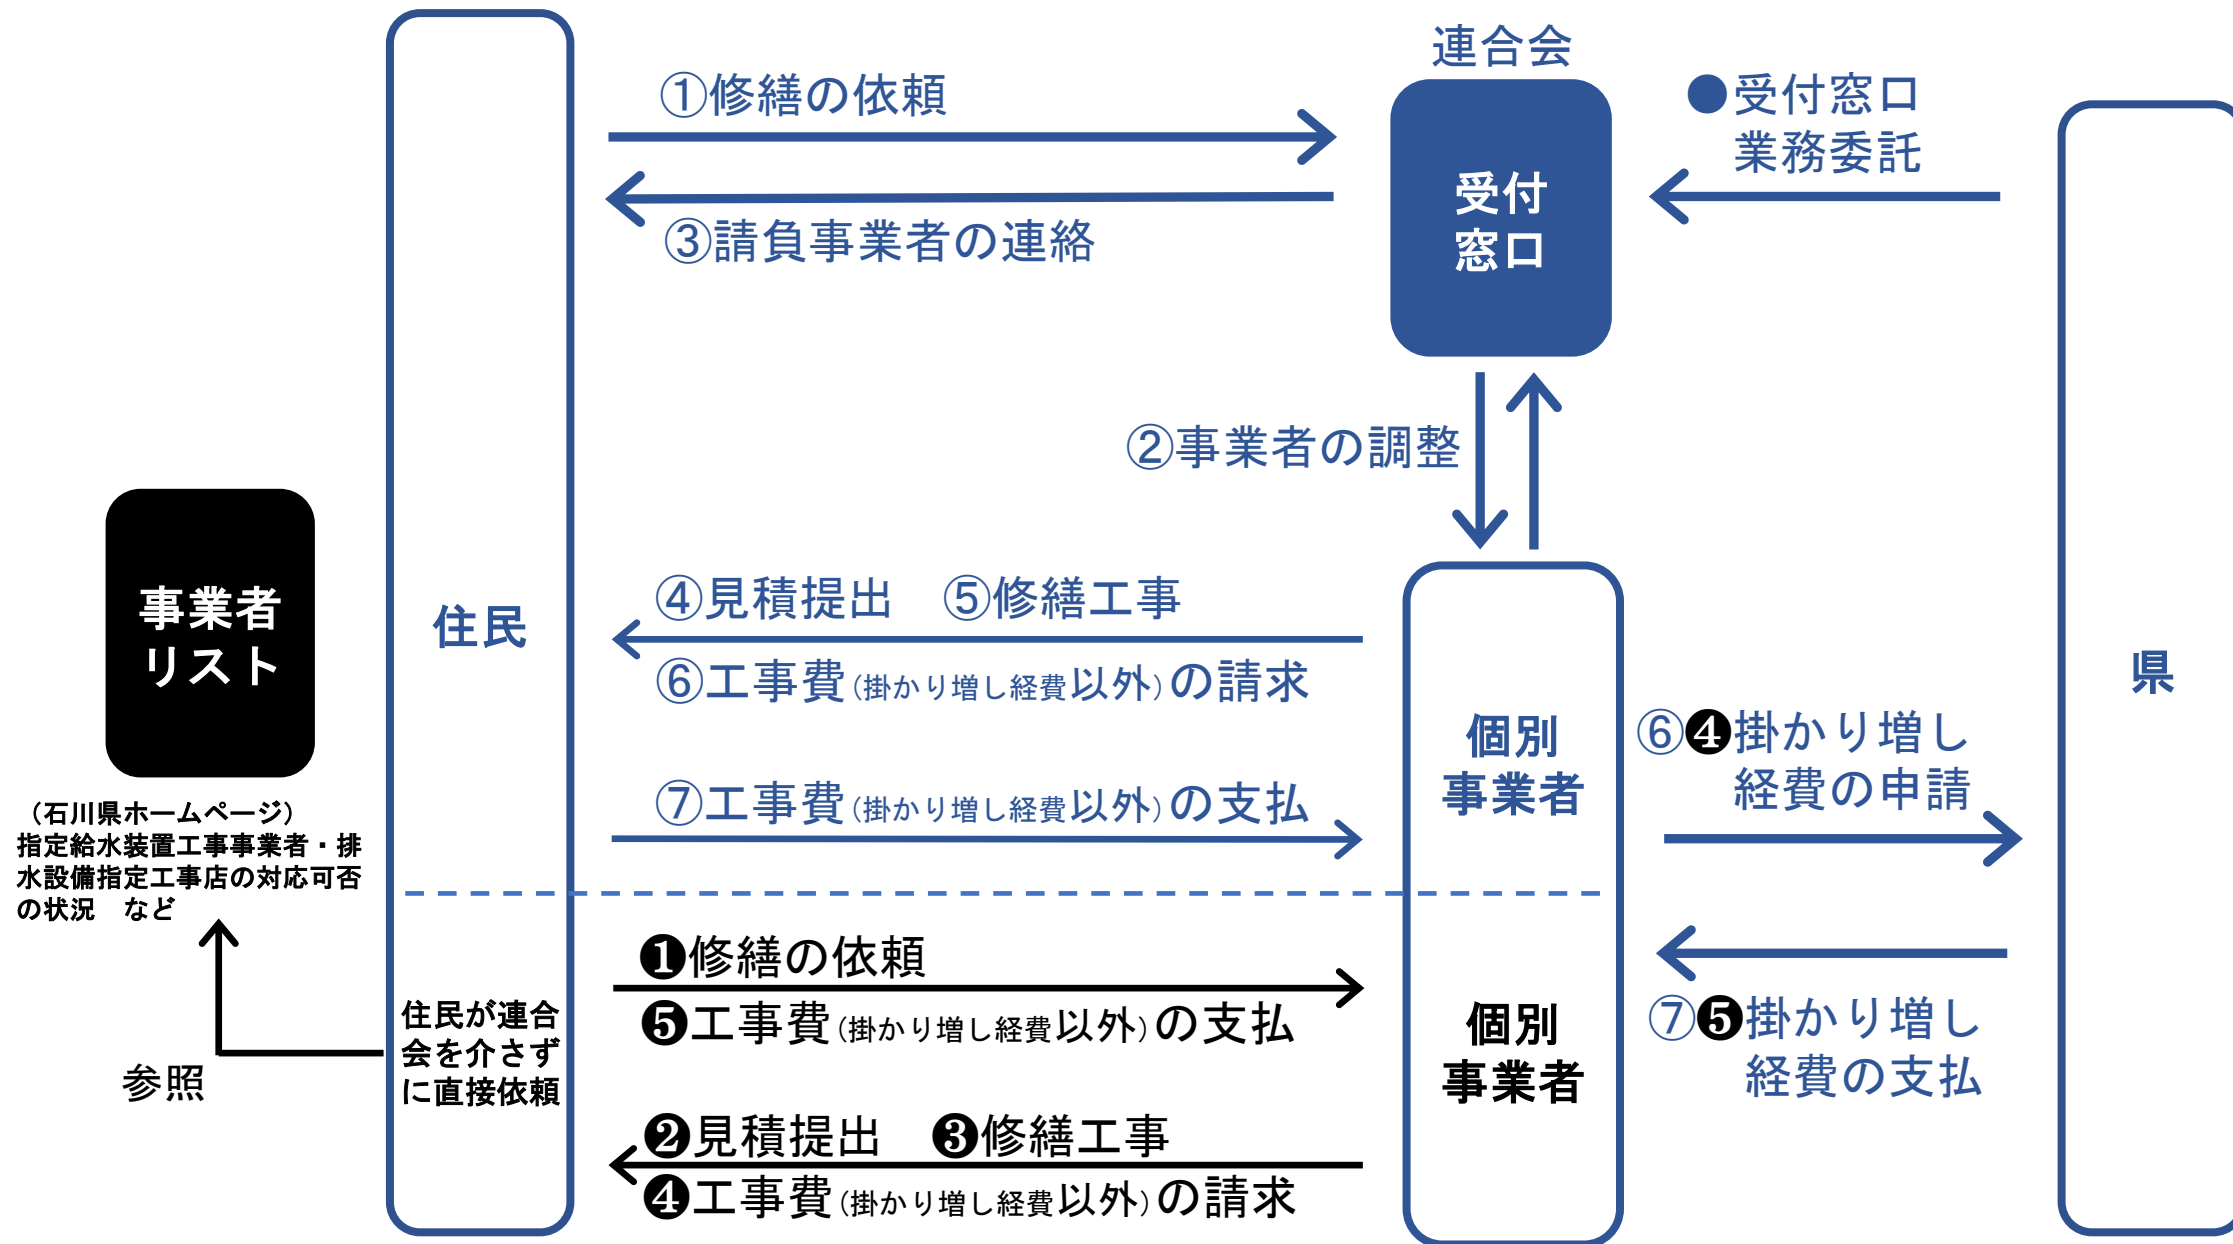 連合会
①修繕の依頼
●受付窓口
業務委託
受付
窓口
③請負事業者の連絡
②事業者の調整
事業者
リスト
住民
④見積提出　⑤修繕工事
⑥工事費(掛かり増し経費以外)の請求
個別
事業者
県
⑥❹掛かり増し
経費の申請
⑦工事費(掛かり増し経費以外)の支払
（石川県ホームページ）
指定給水装置工事事業者・排
水設備指定工事店の対応可否
の状況　など
❶修繕の依頼
❺工事費(掛かり増し経費以外)の支払
住民が連合
会を介さず
に直接依頼
個別
事業者
⑦❺掛かり増し
経費の支払
参照
❷見積提出　❸修繕工事
❹工事費(掛かり増し経費以外)の請求